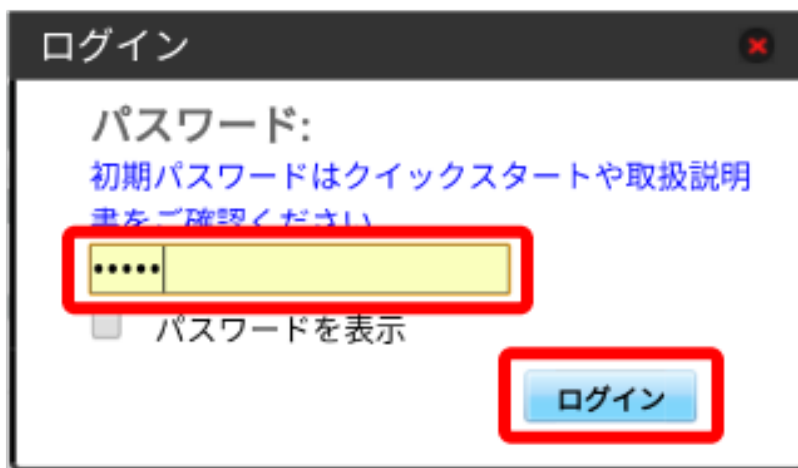 ログイン
パスワード:
初期パスワードはクイックスタートや取扱説明
書をご確認ください
•••••
パスワードを表示
ログイン